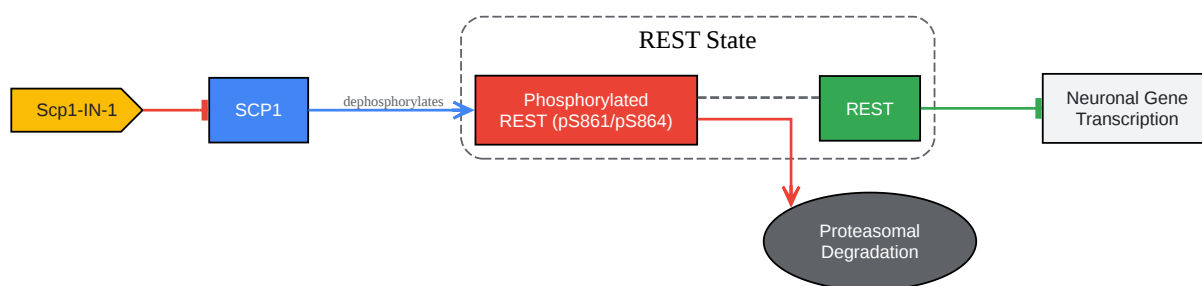 REST State
Scp1-IN-1
SCP1
dephosphorylates
Phosphorylated
REST (pS861/pS864)
REST
Neuronal Gene
Transcription
Proteasomal
Degradation